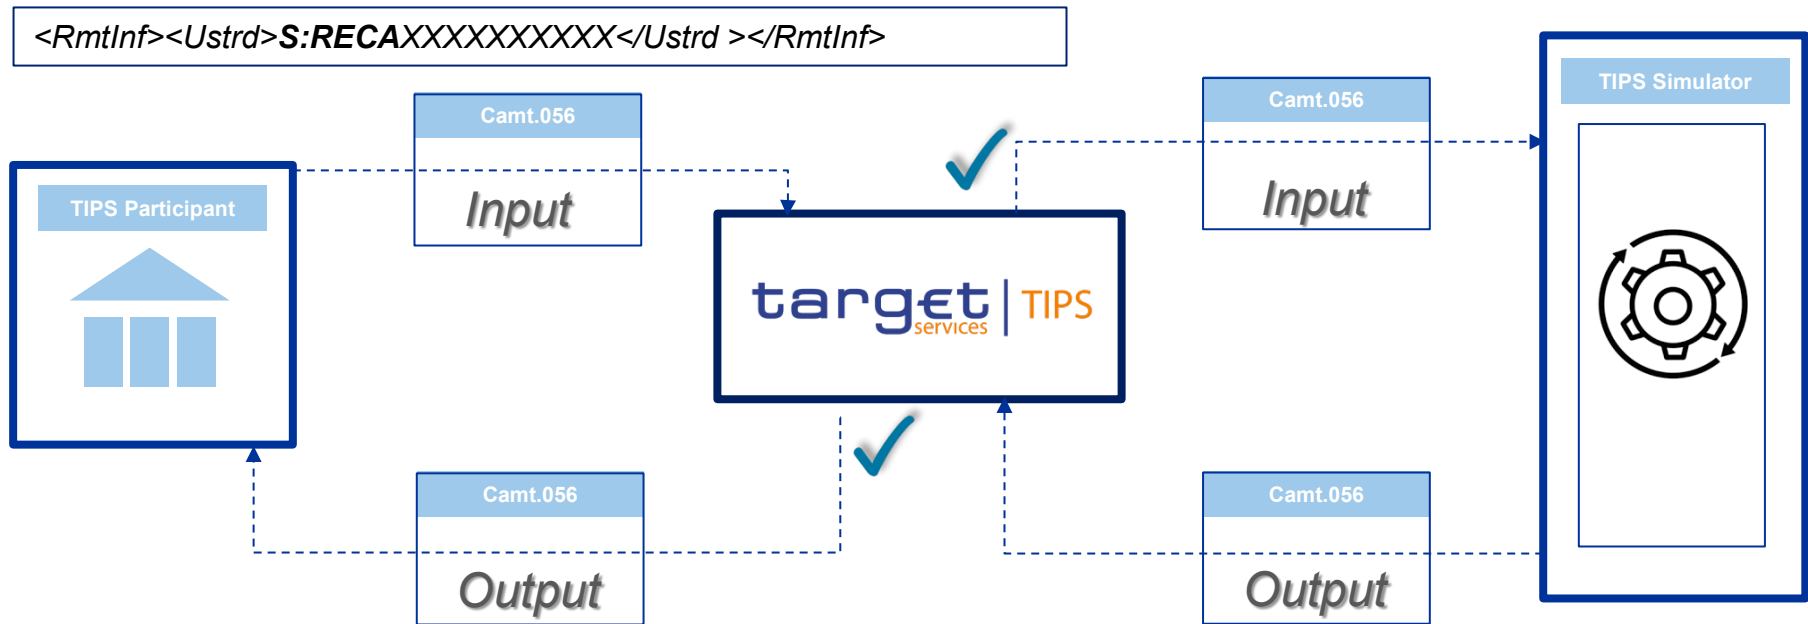 <RmtInf><Ustrd>S:RECAXXXXXXXXXX</Ustrd ></RmtInf>
Camt.056
Input
Camt.056
Input
TIPS Simulator
TIPS Participant
target services | TIPS
Camt.056
Output
Camt.056
Output